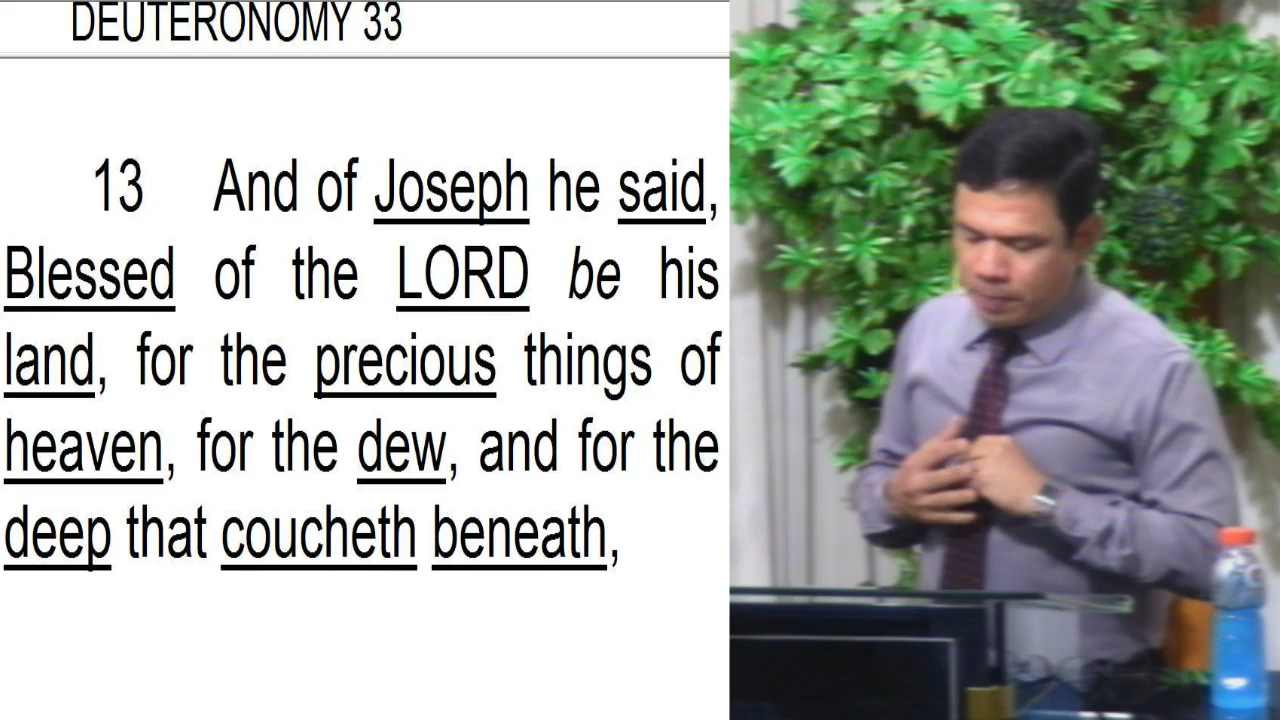 DEUTERONOMY 33
13 And of Joseph he said,
Blessed of the LORD be his
land, for the precious things of
heaven, for the dew, and for the
deep that coucheth beneath,